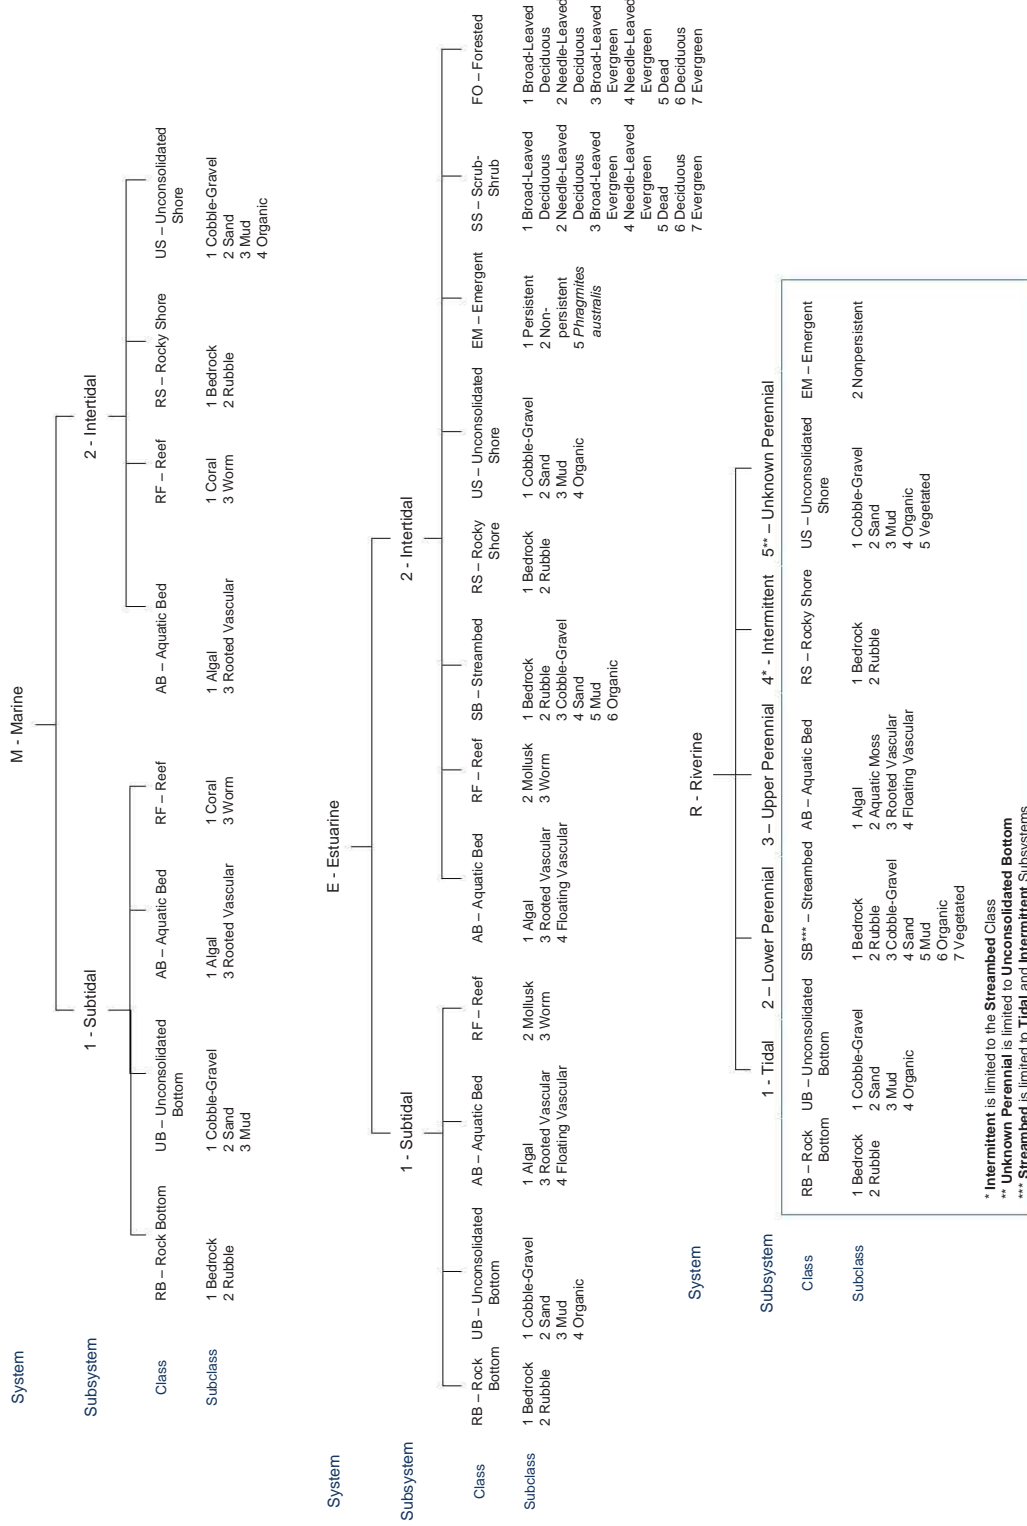 System
M - Marine
Subsystem
1 - Subtidal
2 - Intertidal
Class
RB – Rock Bottom
UB – Unconsolidated
Bottom
AB – Aquatic Bed
RF – Reef
AB – Aquatic Bed
RF – Reef
RS – Rocky Shore
US – Unconsolidated
Shore
Subclass
1 Bedrock
2 Rubble
1 Cobble-Gravel
2 Sand
3 Mud
1 Algal
3 Rooted Vascular
1 Coral
3 Worm
1 Algal
3 Rooted Vascular
1 Coral
3 Worm
1 Bedrock
2 Rubble
1 Cobble-Gravel
2 Sand
3 Mud
4 Organic
System
E - Estuarine
Subsystem
1 - Subtidal
2 - Intertidal
Class
RB – Rock
Bottom
UB – Unconsolidated
Bottom
AB – Aquatic Bed
RF – Reef
AB – Aquatic Bed
RF – Reef
SB – Streambed
RS – Rocky
Shore
US – Unconsolidated
Shore
EM – Emergent
SS – Scrub-
Shrub
FO – Forested
Subclass
1 Bedrock
2 Rubble
1 Cobble-Gravel
2 Sand
3 Mud
4 Organic
1 Algal
3 Rooted Vascular
4 Floating Vascular
2 Mollusk
3 Worm
1 Algal
3 Rooted Vascular
4 Floating Vascular
2 Mollusk
3 Worm
1 Bedrock
2 Rubble
3 Cobble-Gravel
4 Sand
5 Mud
6 Organic
1 Bedrock
2 Rubble
1 Cobble-Gravel
2 Sand
3 Mud
4 Organic
1 Persistent
2 Non-
persistent
5 Phragmites
australis
1 Broad-Leaved
Deciduous
2 Needle-Leaved
Deciduous
3 Broad-Leaved
Evergreen
4 Needle-Leaved
Evergreen
5 Dead
6 Deciduous
7 Evergreen
1 Broad-Leaved
Deciduous
2 Needle-Leaved
Deciduous
3 Broad-Leaved
Evergreen
4 Needle-Leaved
Evergreen
5 Dead
6 Deciduous
7 Evergreen
System
R - Riverine
Subsystem
1 - Tidal
2 – Lower Perennial
3 – Upper Perennial
4* - Intermittent
5** – Unknown Perennial
Class
RB – Rock
Bottom
UB – Unconsolidated
Bottom
SB*** – Streambed
AB – Aquatic Bed
RS – Rocky Shore
US – Unconsolidated
Shore
EM – Emergent
Subclass
1 Bedrock
2 Rubble
1 Cobble-Gravel
2 Sand
3 Mud
4 Organic
1 Bedrock
2 Rubble
3 Cobble-Gravel
4 Sand
5 Mud
6 Organic
7 Vegetated
1 Algal
2 Aquatic Moss
3 Rooted Vascular
4 Floating Vascular
1 Bedrock
2 Rubble
1 Cobble-Gravel
2 Sand
3 Mud
4 Organic
5 Vegetated
2 Nonpersistent
* Intermittent is limited to the Streambed Class
** Unknown Perennial is limited to Unconsolidated Bottom
*** Streambed is limited to Tidal and Intermittent Subsystems